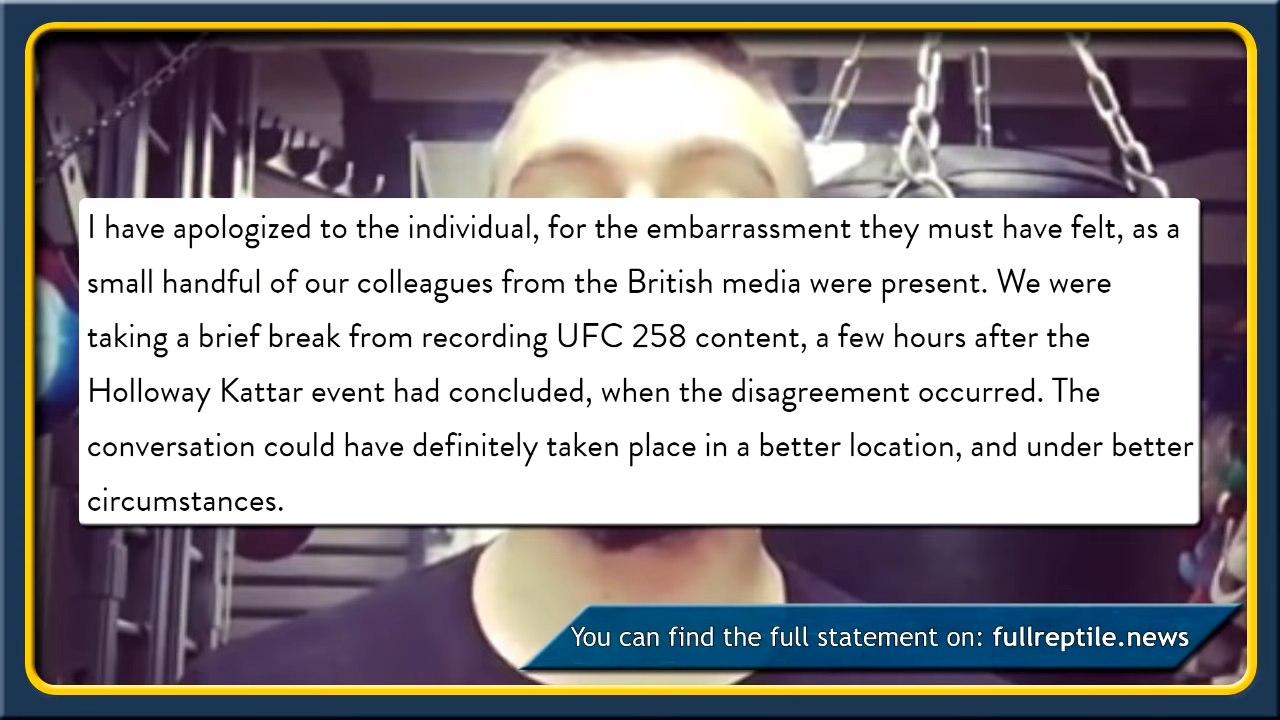 I have apologized to the individual, for the embarrassment they must have felt, as a
small handful of our colleagues from the British media were present. We were
taking a brief break from recording UFC 258 content, a few hours after the
Holloway Kattar event had concluded, when the disagreement occurred. The
conversation could have definitely taken place in a better location, and under better
circumstances.
You can find the full statement on: fullreptile.news